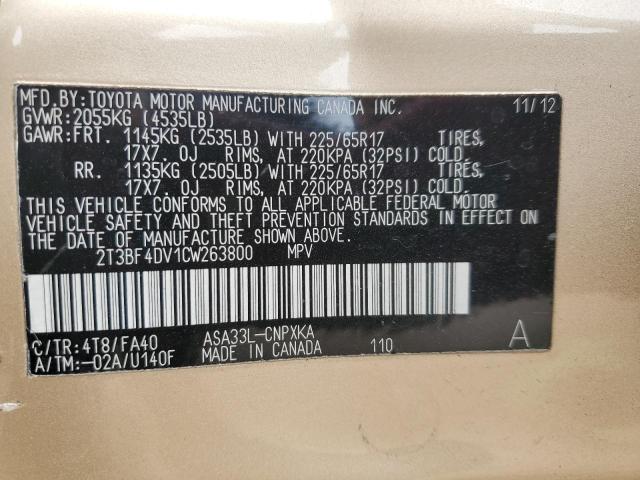 MFD.BY:TOYOTA MOTOR MANUFACTURING CANADA INC. 11/12
GVWR:2055KG (4535LB)
GAWR:FRT. 1145KG (2535LB) WITH 225/65R17 TIRES,
17X7.0J RIMS, AT 220KPA (32PSI) COLD.
RR. 1135KG (2505LB) WITH 225/65R17 TIRES,
17X7.0J RIMS, AT 220KPA (32PSI) COLD.
THIS VEHICLE CONFORMS TO ALL APPLICABLE FEDERAL MOTOR
VEHICLE SAFETY AND THEFT PREVENTION STANDARDS IN EFFECT ON
THE DATE OF MANUFACTURE SHOWN ABOVE.
2T3BF4DV1CW263800 MPV
C/TR:4T8/FA40 ASA33L-CNPXKA
A/TM:-02A/U140F MADE IN CANADA 110 A